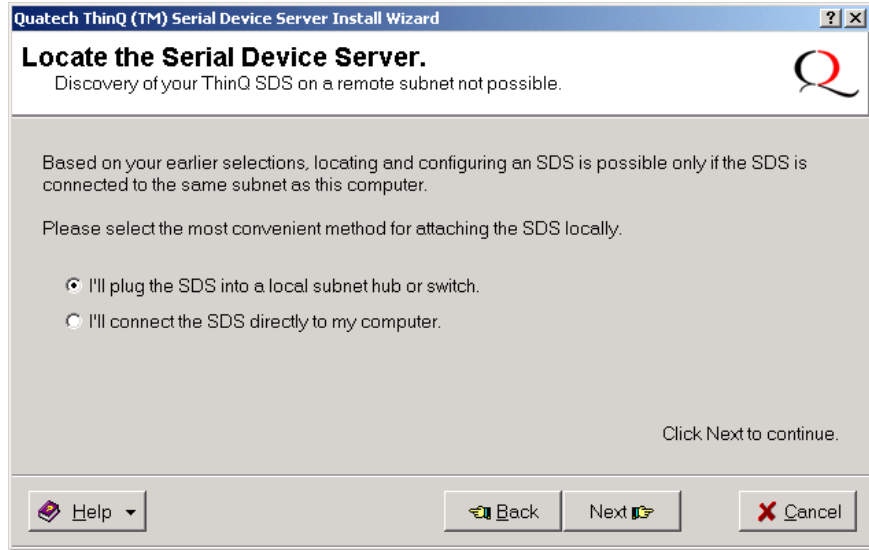 Quatech ThinQ (TM) Serial Device Server Install Wizard
Locate the Serial Device Server.
Discovery of your ThinQ SDS on a remote subnet not possible.
Based on your earlier selections, locating and configuring an SDS is possible only if the SDS is
connected to the same subnet as this computer.
Please select the most convenient method for attaching the SDS locally.
I'll plug the SDS into a local subnet hub or switch.
I'll connect the SDS directly to my computer.
Click Next to continue.
Help Back Next Cancel